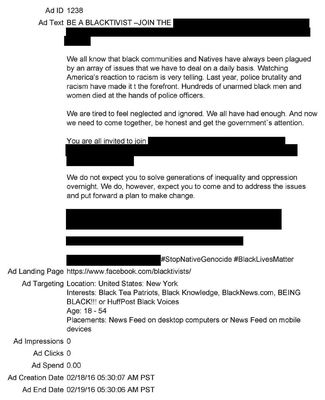 Ad ID 1238
Ad Text BE A BLACKTIVIST –JOIN THE
We all know that black communities and Natives have always been plagued
by an array of issues that we have to deal on a daily basis. Watching
America's reaction to racism is very telling. Last year, police brutality and
racism have made it t the forefront. Hundreds of unarmed black men and
women died at the hands of police officers.
We are tired to feel neglected and ignored. We all have had enough. And now
we need to come together, be honest and get the government`s attention.
You are all invited to join
We do not expect you to solve generations of inequality and oppression
overnight. We do, however, expect you to come and to address the issues
and put forward a plan to make change.
#StopNativeGenocide #BlackLivesMatter
Ad Landing Page https://www.facebook.com/blacktivists/
Ad Targeting Location: United States: New York
Interests: Black Tea Patriots, Black Knowledge, BlackNews.com, BEING
BLACK!!! or HuffPost Black Voices
Age: 18 - 54
Placements: News Feed on desktop computers or News Feed on mobile
devices
Ad Impressions 0
Ad Clicks 0
Ad Spend 0.00
Ad Creation Date 02/18/16 05:30:07 AM PST
Ad End Date 02/19/16 05:30:06 AM PST